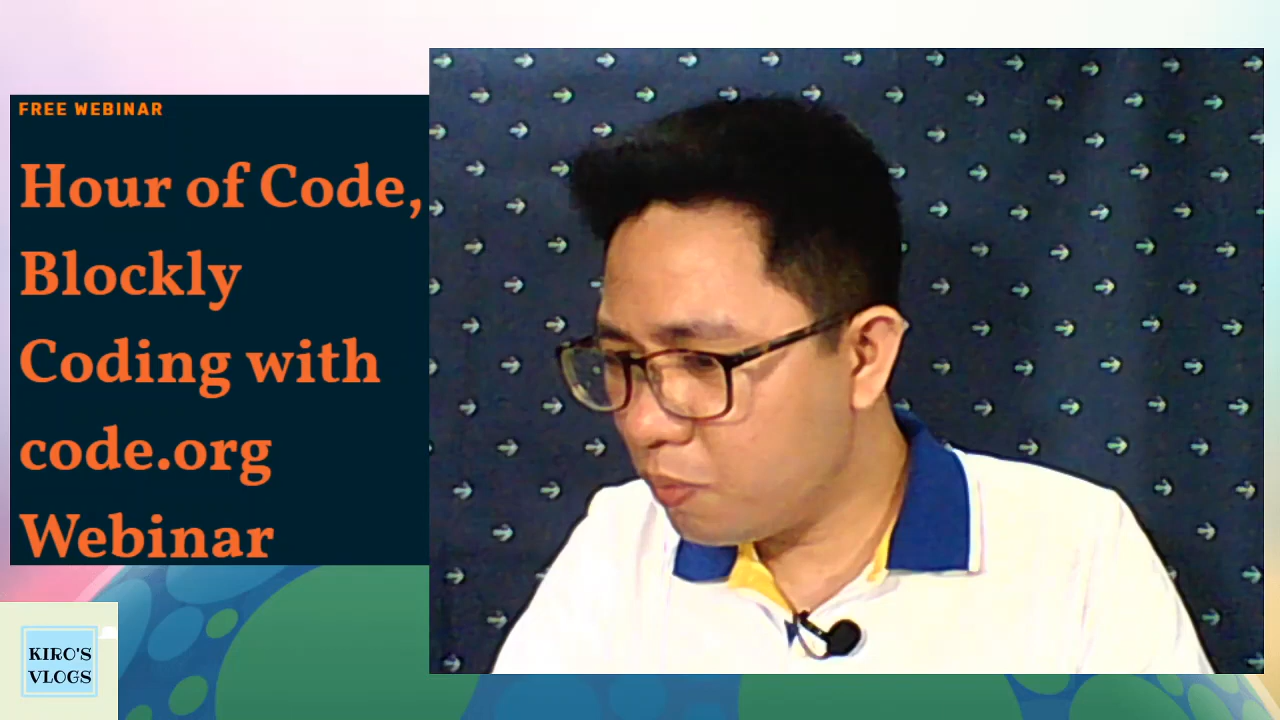 FREE WEBINAR
Hour of Code,
Blockly
Coding with
code.org
Webinar
KIRO'S
VLOGS